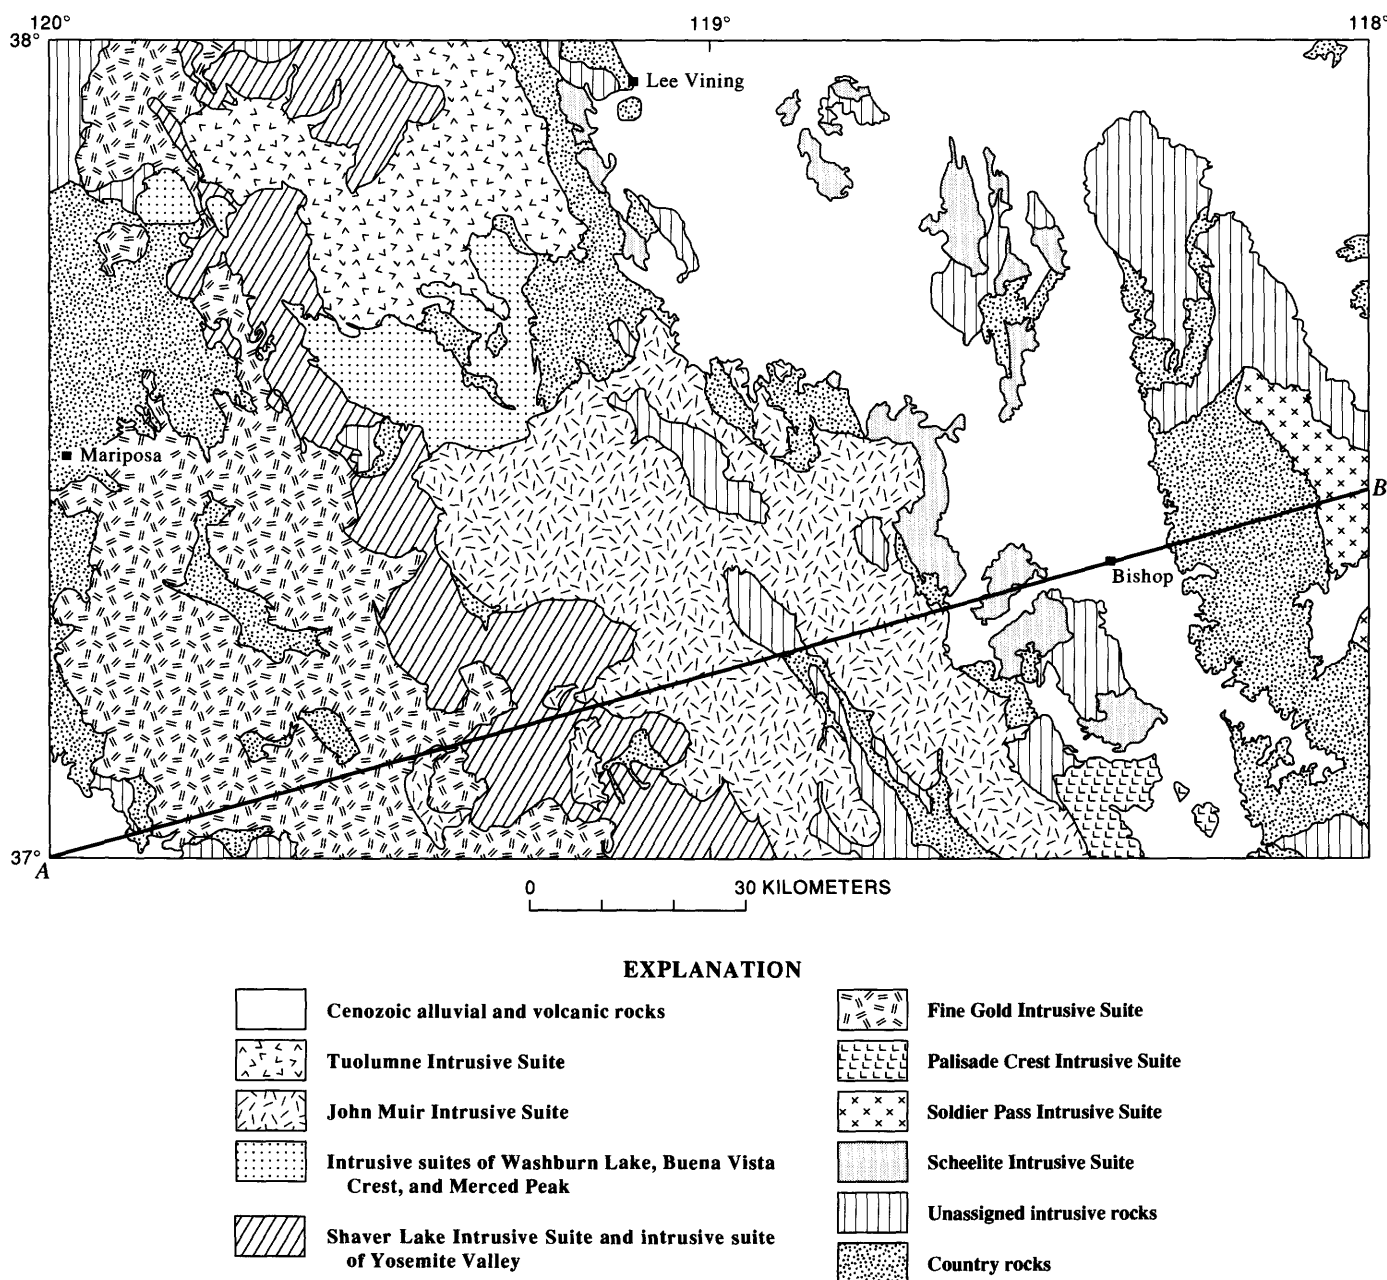 120°
119°
118°
38°
Lee Vining
Mariposa
B
Bishop
37°
A
0 30 KILOMETERS
EXPLANATION
Cenozoic alluvial and volcanic rocks
Tuolumne Intrusive Suite
John Muir Intrusive Suite
Intrusive suites of Washburn Lake, Buena Vista
Crest, and Merced Peak
Shaver Lake Intrusive Suite and intrusive suite
of Yosemite Valley
Fine Gold Intrusive Suite
Palisade Crest Intrusive Suite
Soldier Pass Intrusive Suite
Scheelite Intrusive Suite
Unassigned intrusive rocks
Country rocks